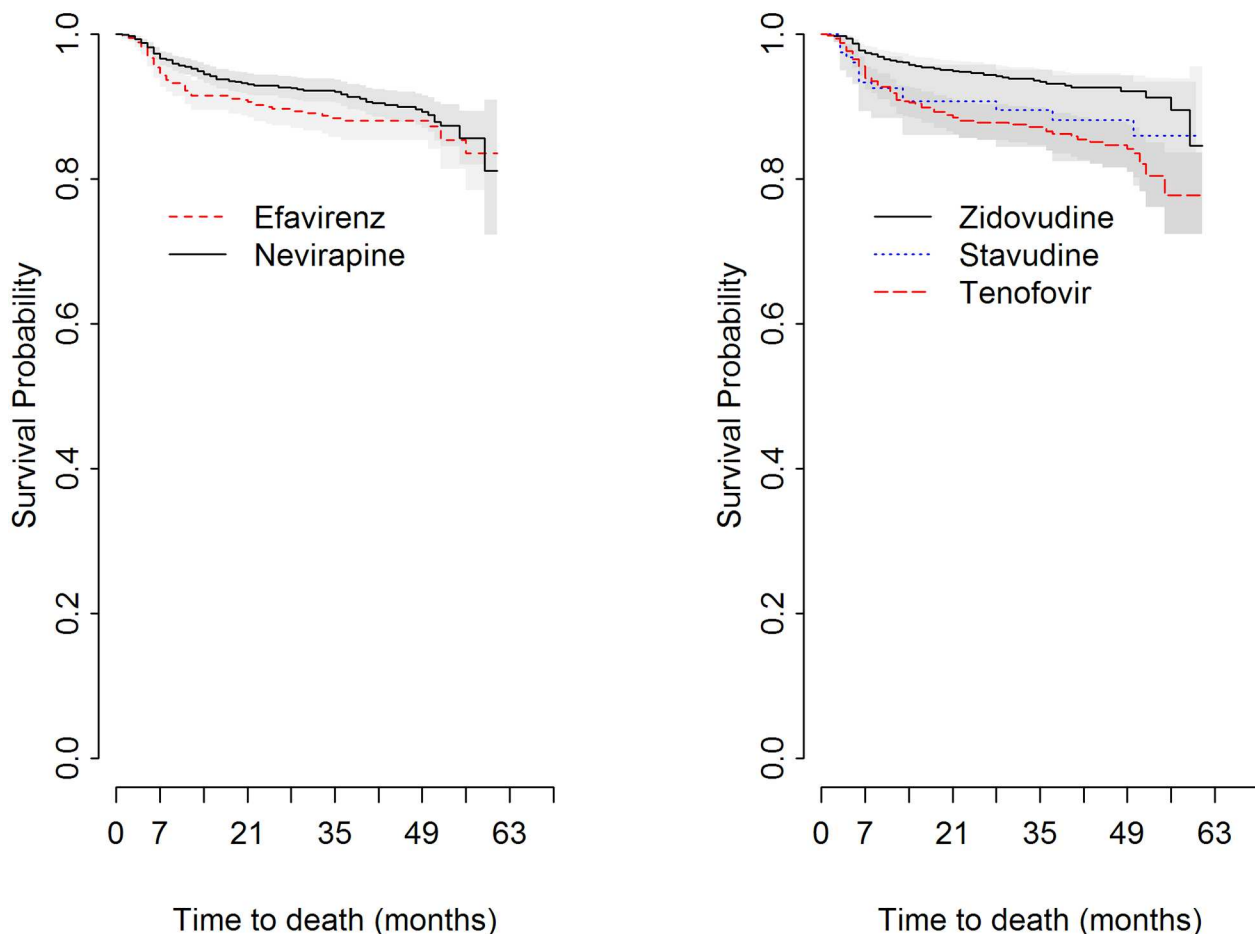 1.0
0.8
0.6
0.4
0.2
0.0
Survival Probability
Efavirenz
Nevirapine
0 7 21 35 49 63
Time to death (months)
1.0
0.8
0.6
0.4
0.2
0.0
Survival Probability
Zidovudine
Stavudine
Tenofovir
0 7 21 35 49 63
Time to death (months)